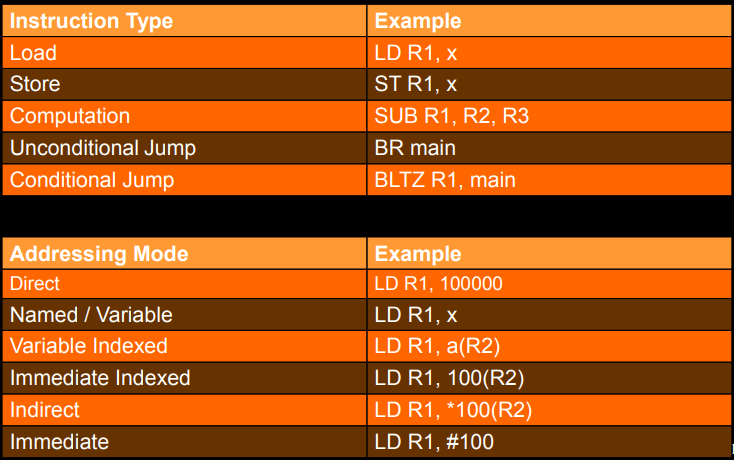 Instruction Type Example
Load LD R1, x
Store ST R1, x
Computation SUB R1, R2, R3
Unconditional Jump BR main
Conditional Jump BLTZ R1, main
Addressing Mode Example
Direct LD R1, 100000
Named / Variable LD R1, x
Variable Indexed LD R1, a(R2)
Immediate Indexed LD R1, 100(R2)
Indirect LD R1, *100(R2)
Immediate LD R1, #100